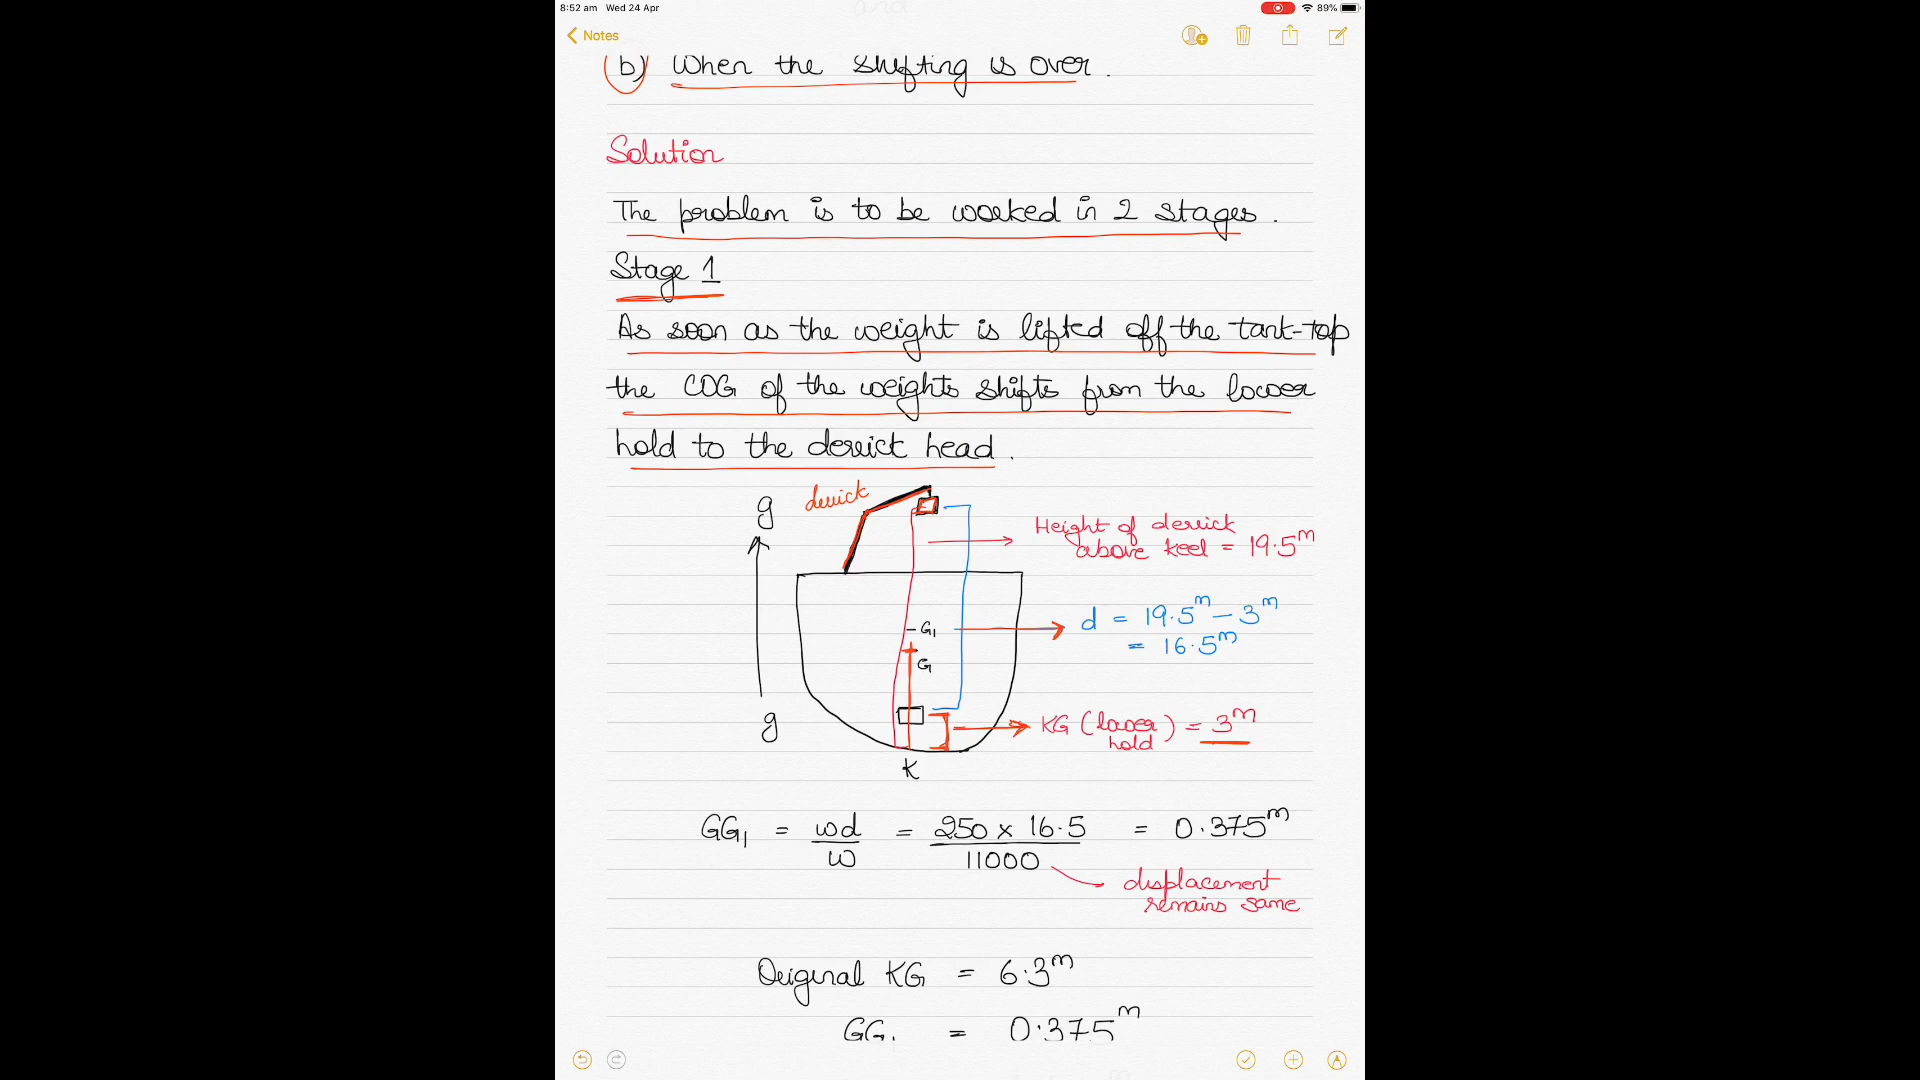 8:52 am Wed 24 Apr
89%
Notes
b) When the shifting is over.
Solution
The problem is to be worked in 2 stages.
Stage 1
As soon as the weight is lifted off the tank-top
the COG of the weights shifts from the lower
hold to the derrick head.
g
derrick
Height of derrick
above keel = 19.5m
G1
d = 19.5m - 3m
= 16.5m
G
g
KG (lower hold) = 3m
K
GG1 = wd/W = 250 x 16.5/11000 = 0.375m
displacement
remains same
Original KG = 6.3m
GG1 = 0.375m